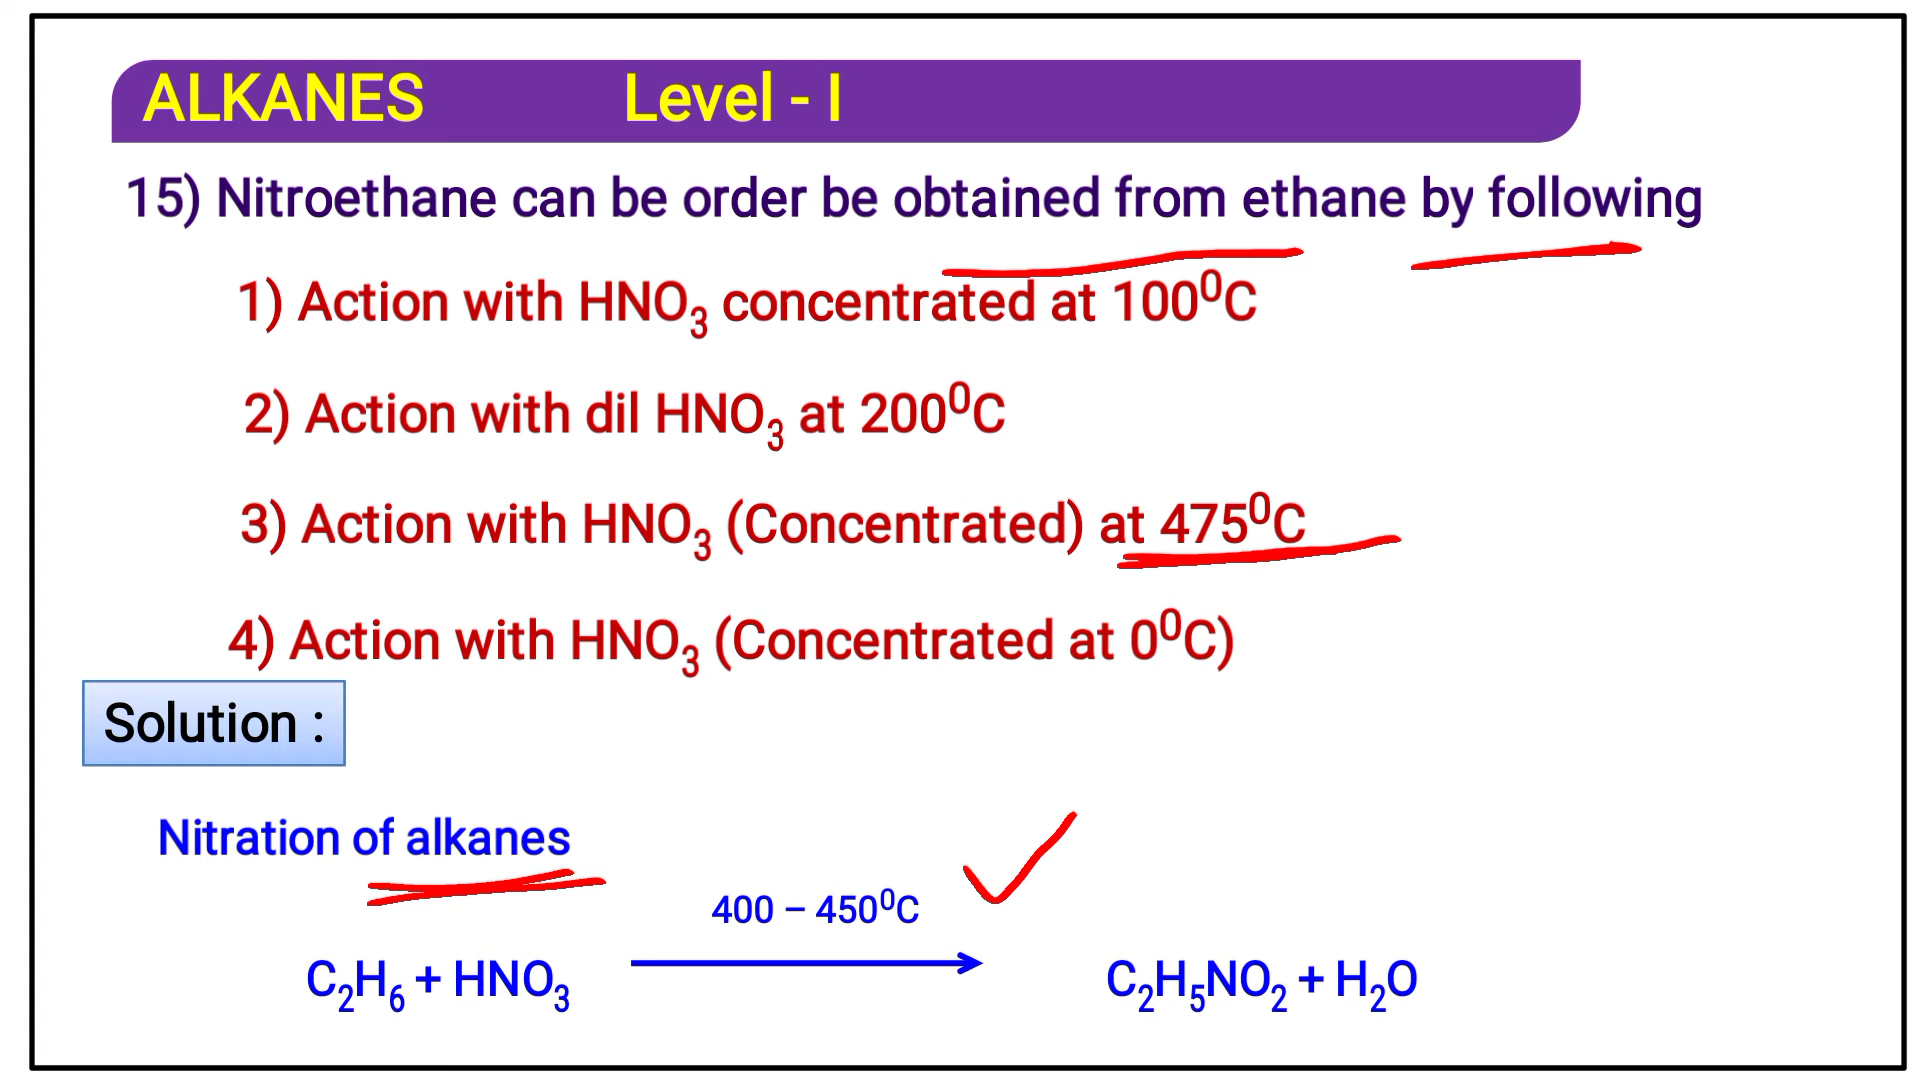 ALKANES Level - I
15) Nitroethane can be order be obtained from ethane by following
1) Action with HNO₃ concentrated at 100⁰C
2) Action with dil HNO₃ at 200⁰C
3) Action with HNO₃ (Concentrated) at 475⁰C
4) Action with HNO₃ (Concentrated at 0⁰C)
Solution :
Nitration of alkanes
400 – 450⁰C
C₂H₆ + HNO₃ → C₂H₅NO₂ + H₂O